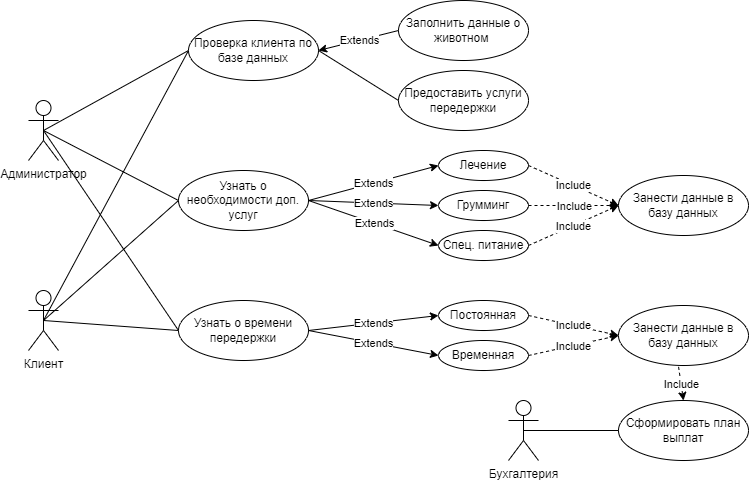 Заполнить данные о
животном
Extends
Проверка клиента по
базе данных
Предоставить услуги
передержки
Администратор
Лечение
Extends
Include
Узнать о
необходимости доп.
услуг
Extends
Грумминг
Include
Занести данные в
базу данных
Extends
Include
Спец. питание
Клиент
Узнать о времени
передержки
Extends
Постоянная
Include
Extends
Временная
Include
Занести данные в
базу данных
Include
Сформировать план
выплат
Бухгалтерия